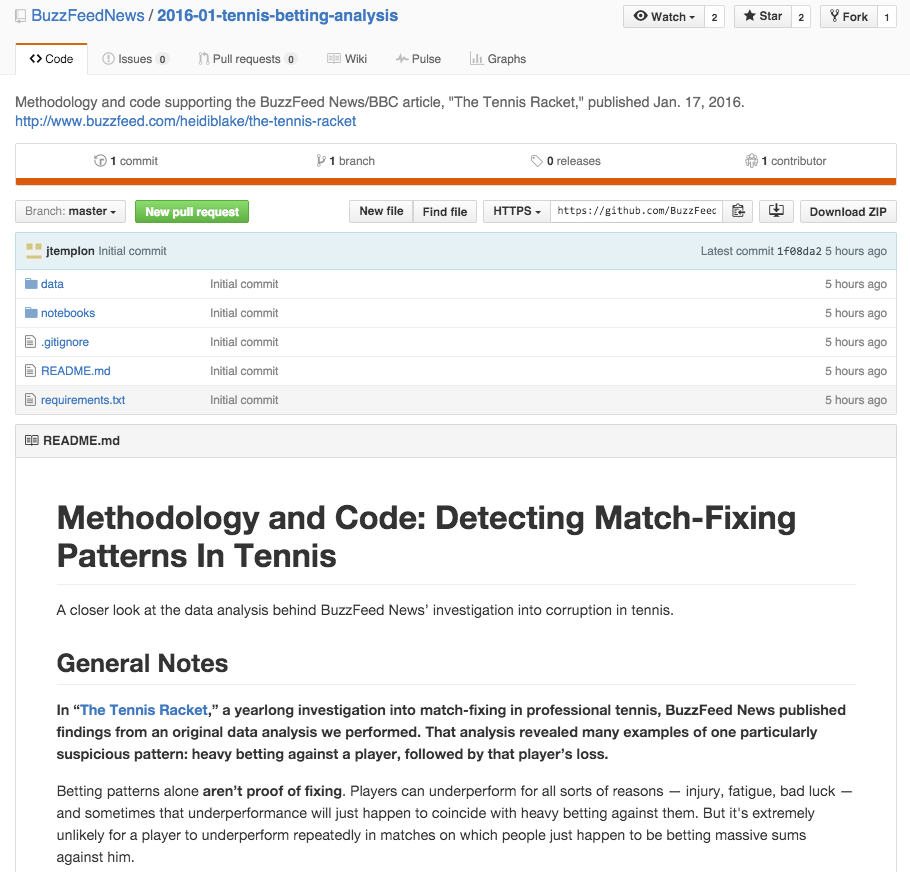 BuzzFeedNews / 2016-01-tennis-betting-analysis
Watch 2 Star 2 Fork 1
Code Issues 0 Pull requests 0 Wiki Pulse Graphs
Methodology and code supporting the BuzzFeed News/BBC article, "The Tennis Racket," published Jan. 17, 2016.
http://www.buzzfeed.com/heidiblake/the-tennis-racket
1 commit 1 branch 0 releases 1 contributor
Branch: master New pull request New file Find file HTTPS https://github.com/BuzzFeed Download ZIP
jtemplon Initial commit Latest commit 1f08da2 5 hours ago
data Initial commit 5 hours ago
notebooks Initial commit 5 hours ago
.gitignore Initial commit 5 hours ago
README.md Initial commit 5 hours ago
requirements.txt Initial commit 5 hours ago
README.md
Methodology and Code: Detecting Match-Fixing
Patterns In Tennis
A closer look at the data analysis behind BuzzFeed News’ investigation into corruption in tennis.
General Notes
In “The Tennis Racket,” a yearlong investigation into match-fixing in professional tennis, BuzzFeed News published
findings from an original data analysis we performed. That analysis revealed many examples of one particularly
suspicious pattern: heavy betting against a player, followed by that player’s loss.
Betting patterns alone aren’t proof of fixing. Players can underperform for all sorts of reasons — injury, fatigue, bad luck —
and sometimes that underperformance will just happen to coincide with heavy betting against them. But it's extremely
unlikely for a player to underperform repeatedly in matches on which people just happen to be betting massive sums
against him.